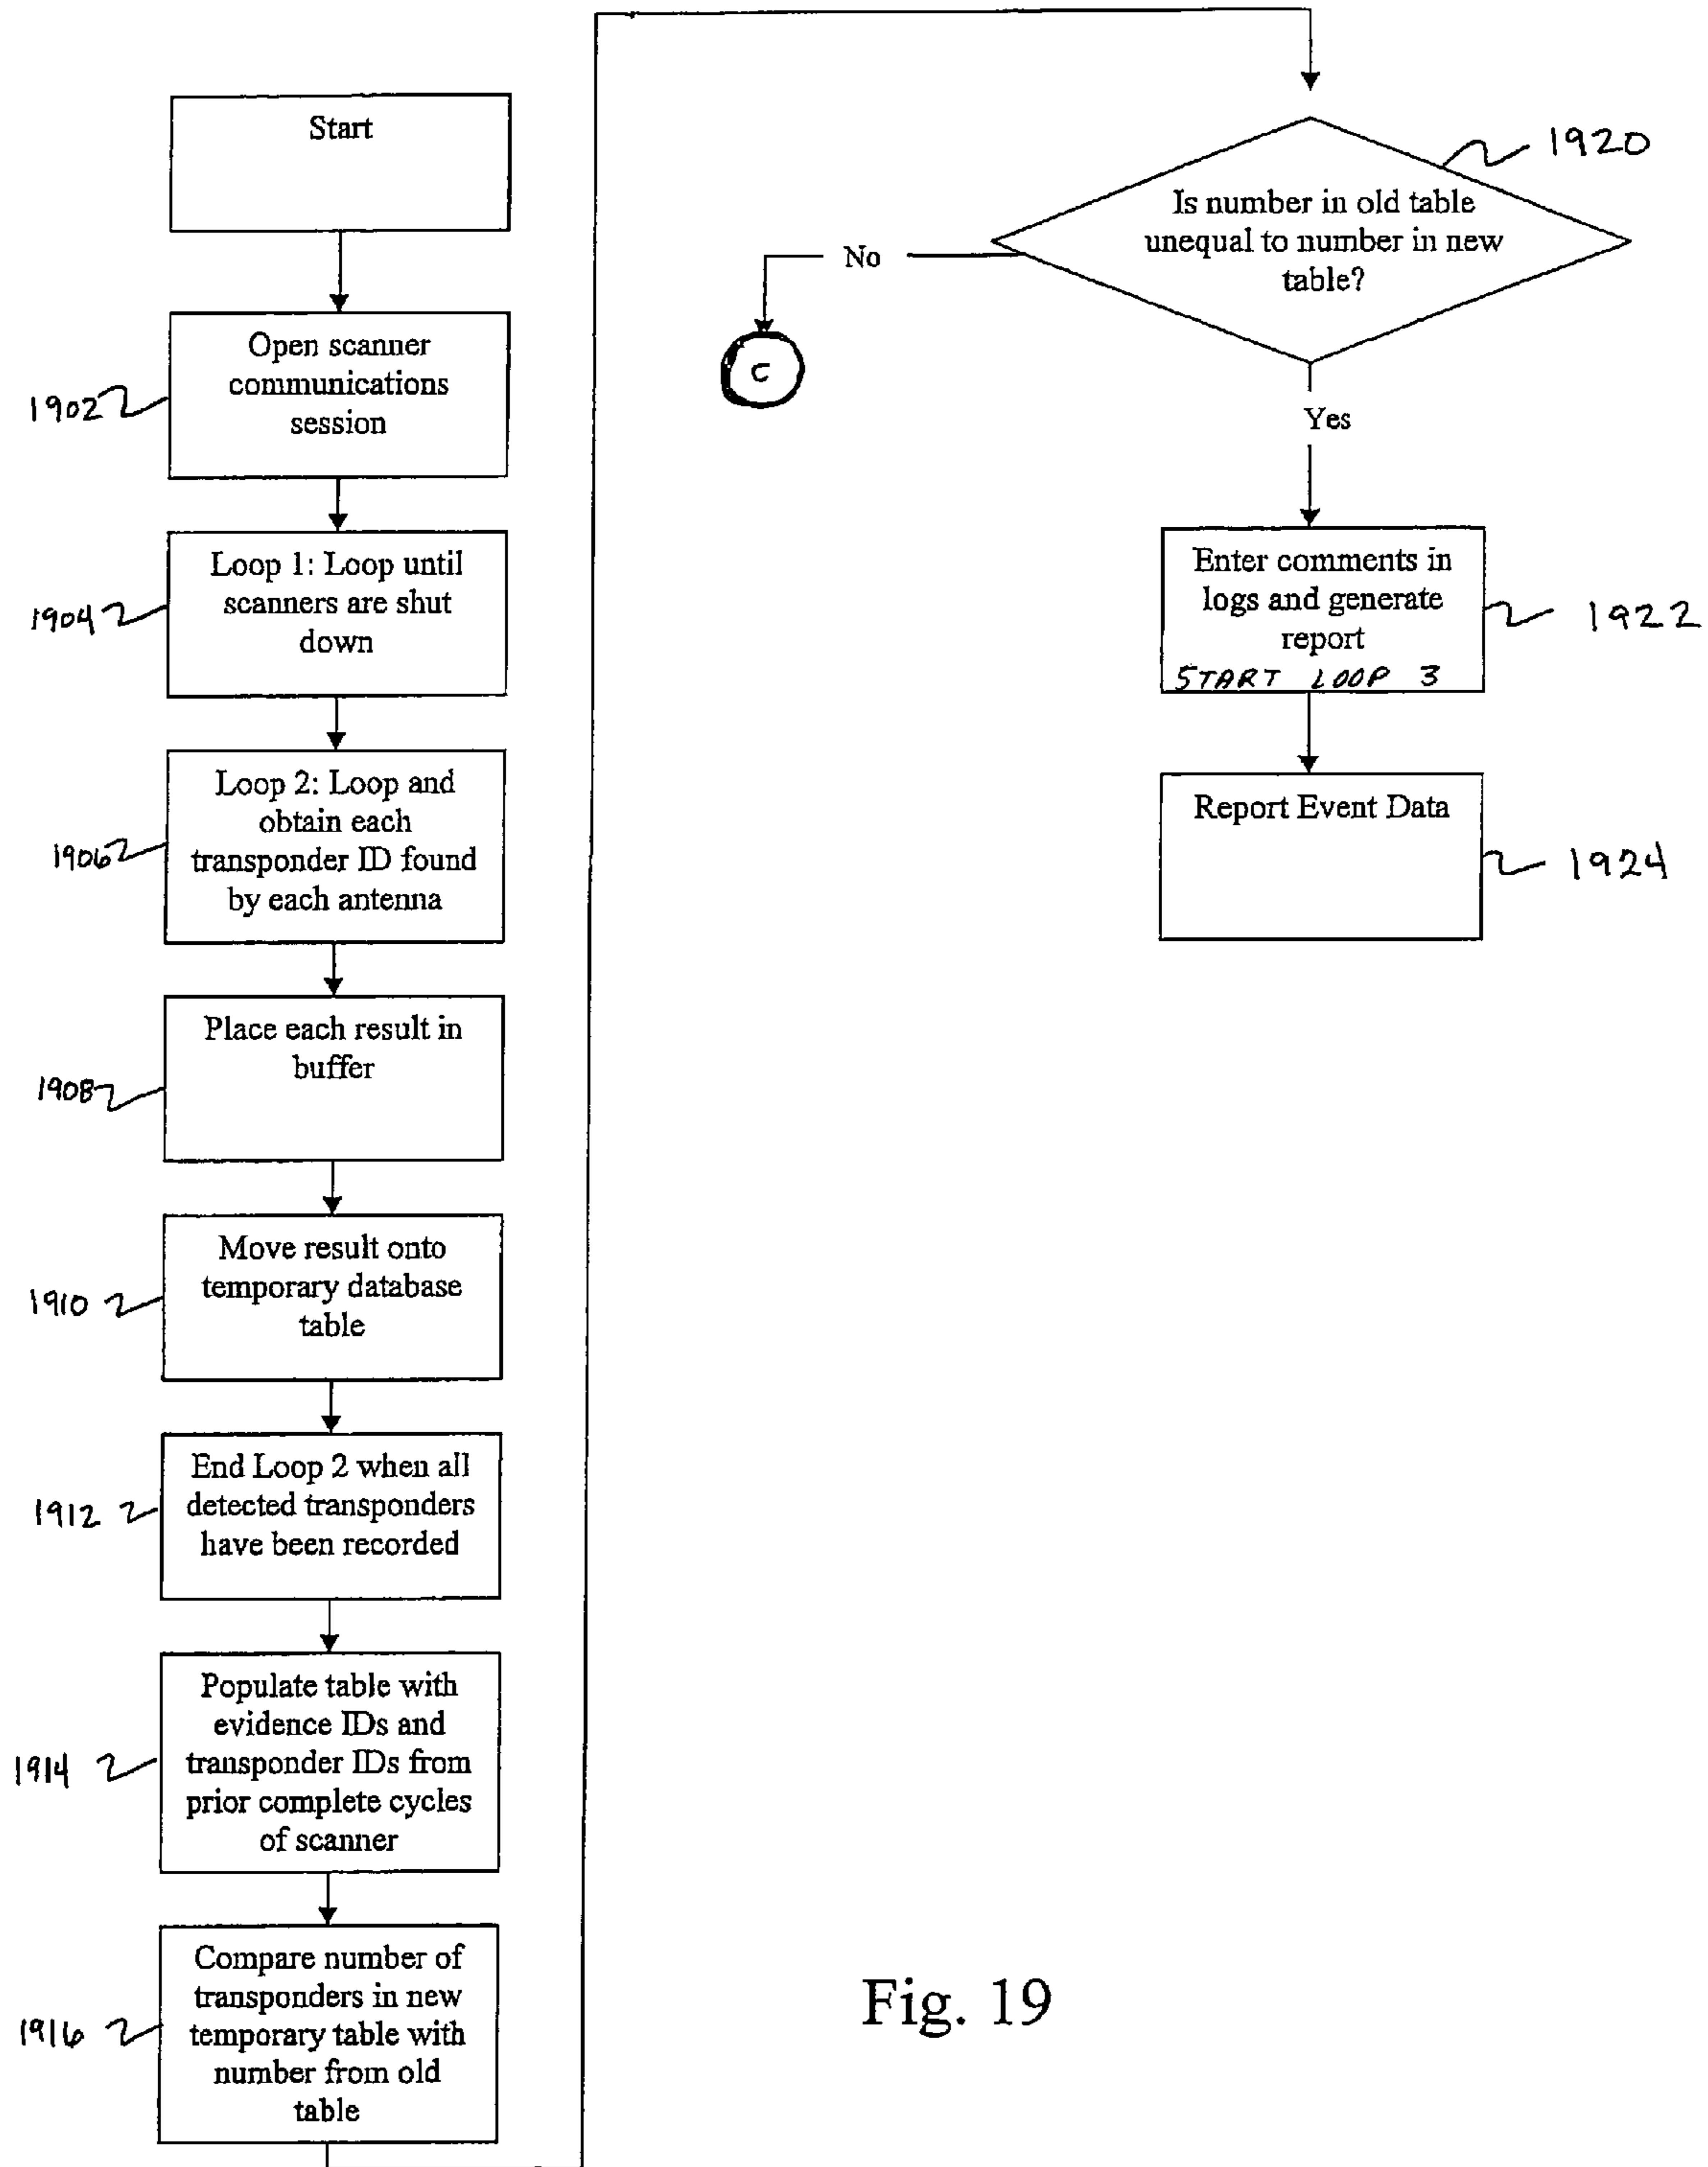 Start
1902
Open scanner
communications
session
1904
Loop 1: Loop until
scanners are shut
down
1906
Loop 2: Loop and
obtain each
transponder ID found
by each antenna
1908
Place each result in
buffer
1910
Move result onto
temporary database
table
1912
End Loop 2 when all
detected transponders
have been recorded
1914
Populate table with
evidence IDs and
transponder IDs from
prior complete cycles
of scanner
1916
Compare number of
transponders in new
temporary table with
number from old
table
1920
Is number in old table
unequal to number in new
table?
No
C
Yes
Enter comments in
logs and generate
report
START LOOP 3
1922
Report Event Data
1924
Fig. 19